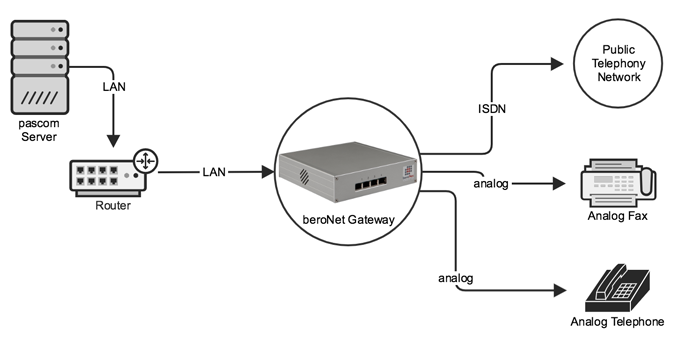 pascom
Server
LAN
Router
LAN
beroNet Gateway
ISDN
Public
Telephony
Network
analog
Analog Fax
analog
Analog Telephone